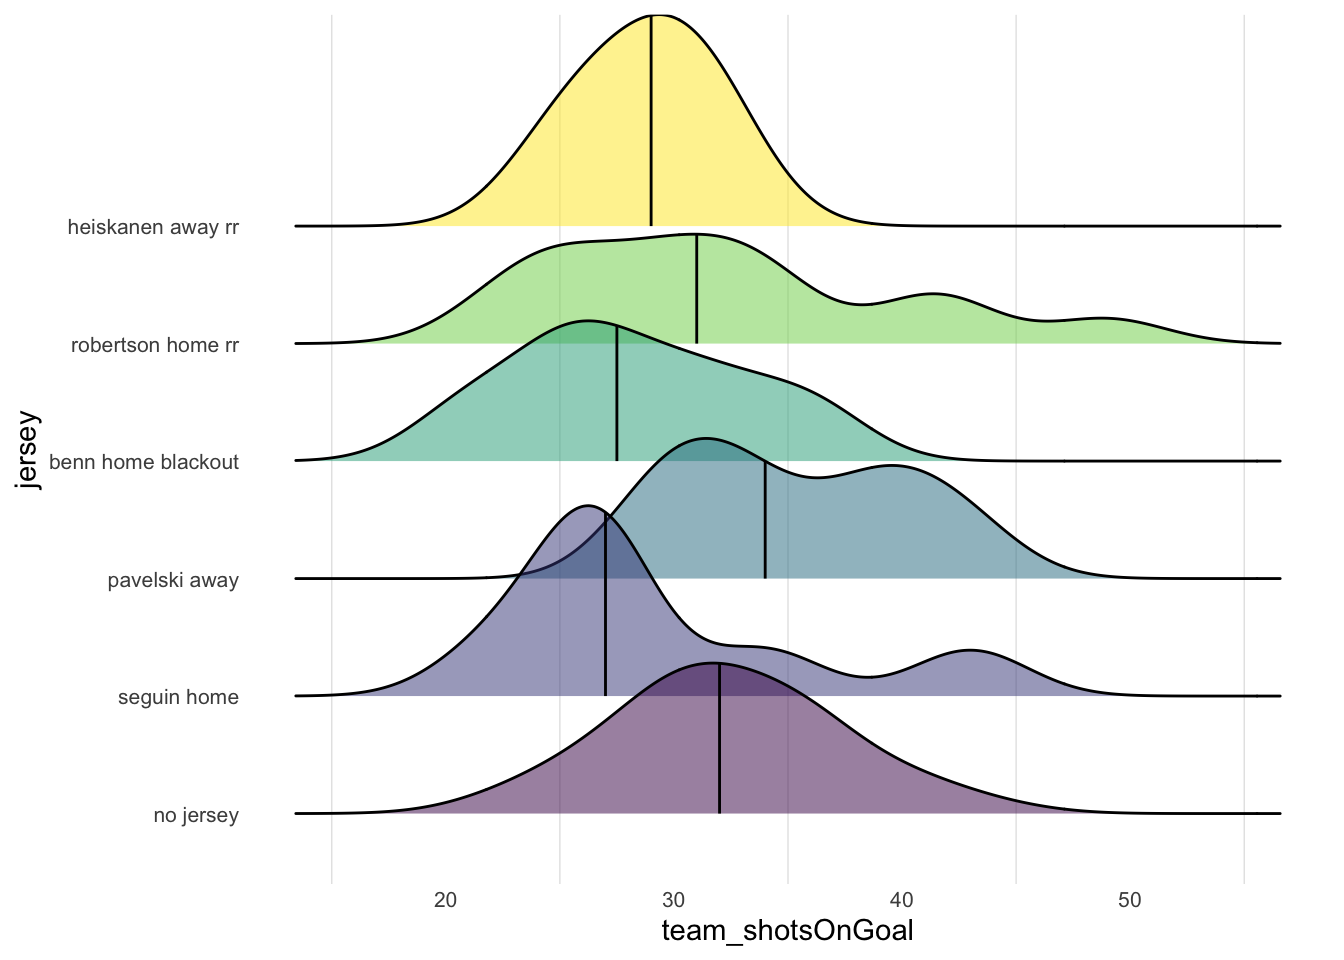 heiskanen away rr
robertson home rr
benn home blackout
pavelski away
seguin home
no jersey
jersey
20 30 40 50
team_shotsOnGoal